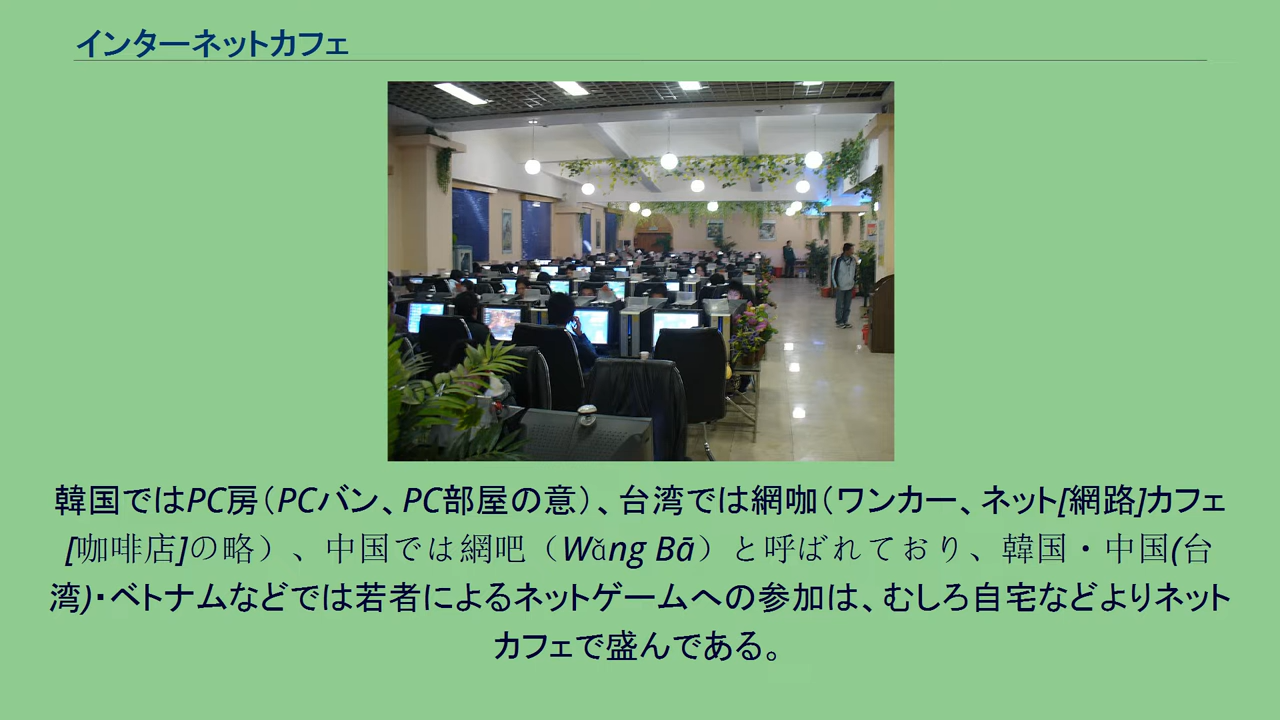 インターネットカフェ
韓国ではPC房（PCバン、PC部屋の意）、台湾では網咖（ワンカー、ネット[網路]カフェ
[咖啡店]の略）、中国では網吧（Wǎng Bā）と呼ばれており、韓国・中国(台
湾)・ベトナムなどでは若者によるネットゲームへの参加は、むしろ自宅などよりネット
カフェで盛んである。